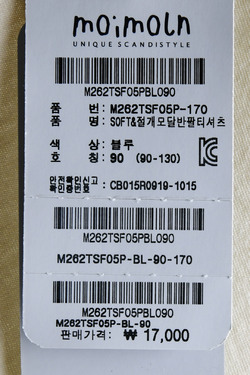 moimoln
UNIQUE SCANDISTYLE
M262TSF05PBL090
품 번: M262TSF05P-170
품 명: SOFT&절개모달반팔티셔츠
색 상: 블루
호 칭: 90 (90-130)
안전확인신고
확인증번호 : CB015R0919-1015
M262TSF05PBL090
M262TSF05P-BL-90-170
M262TSF05PBL090
M262TSF05P-BL-90
판매가격: ₩ 17,000